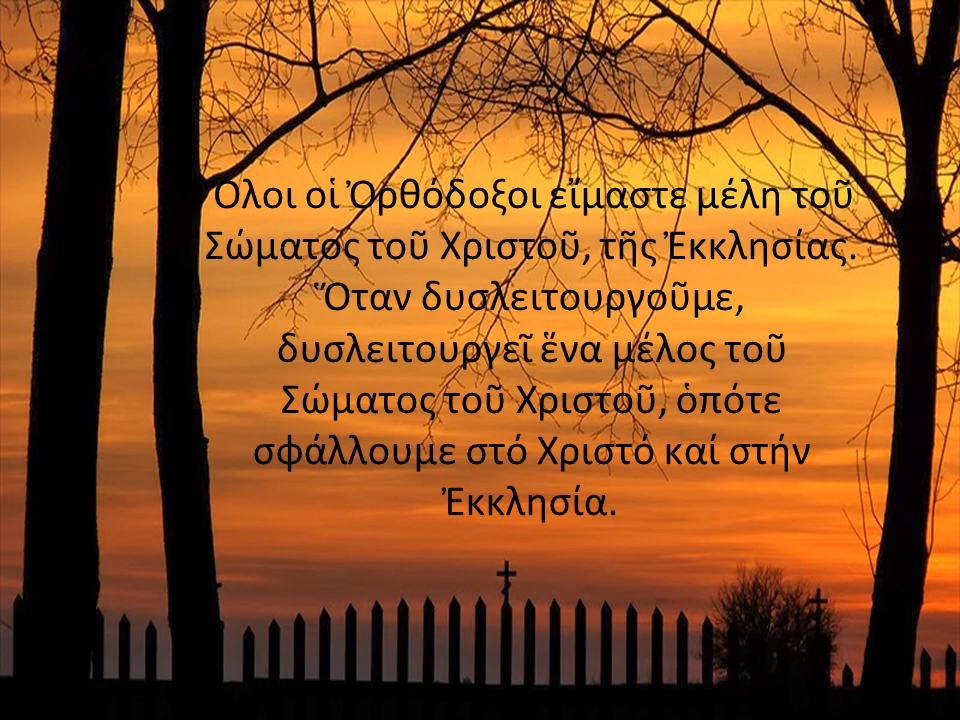 Ὅλοι οἱ Ὀρθόδοξοι εἴμαστε μέλη τοῦ
Σώματος τοῦ Χριστοῦ, τῆς Ἐκκλησίας.
Ὅταν δυσλειτουργοῦμε,
δυσλειτουργεῖ ἕνα μέλος τοῦ
Σώματος τοῦ Χριστοῦ, ὁπότε
σφάλλουμε στό Χριστό καί στήν
Ἐκκλησία.